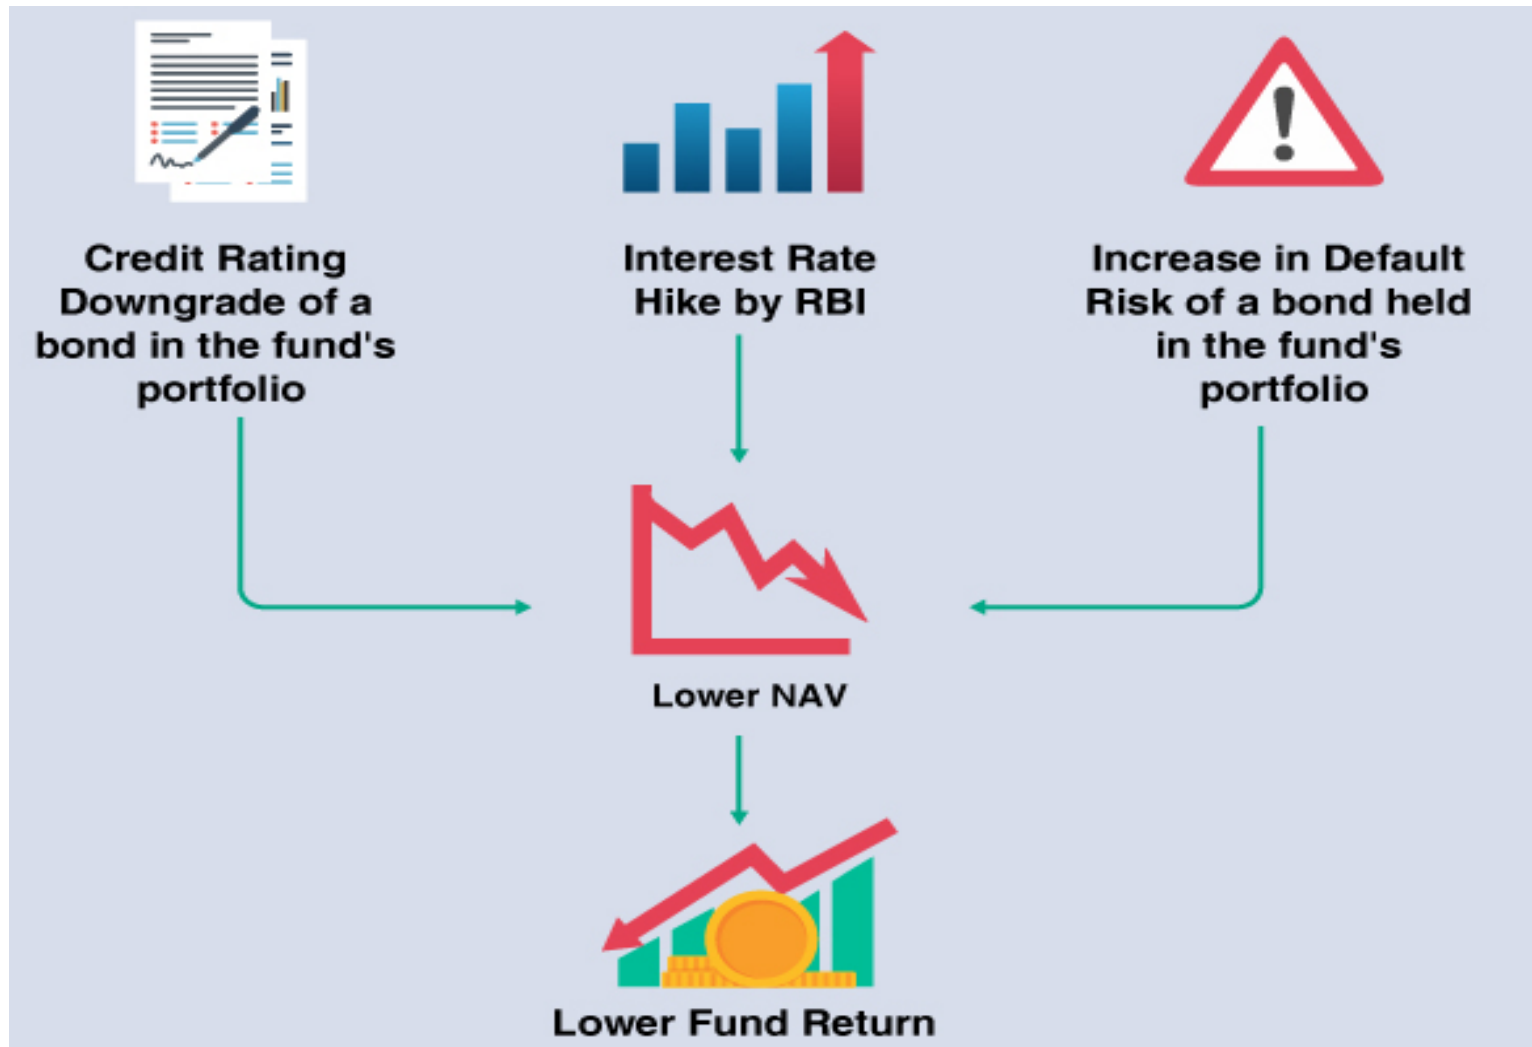 Credit Rating
Downgrade of a
bond in the fund's
portfolio
Interest Rate
Hike by RBI
Increase in Default
Risk of a bond held
in the fund's
portfolio
Lower NAV
Lower Fund Return